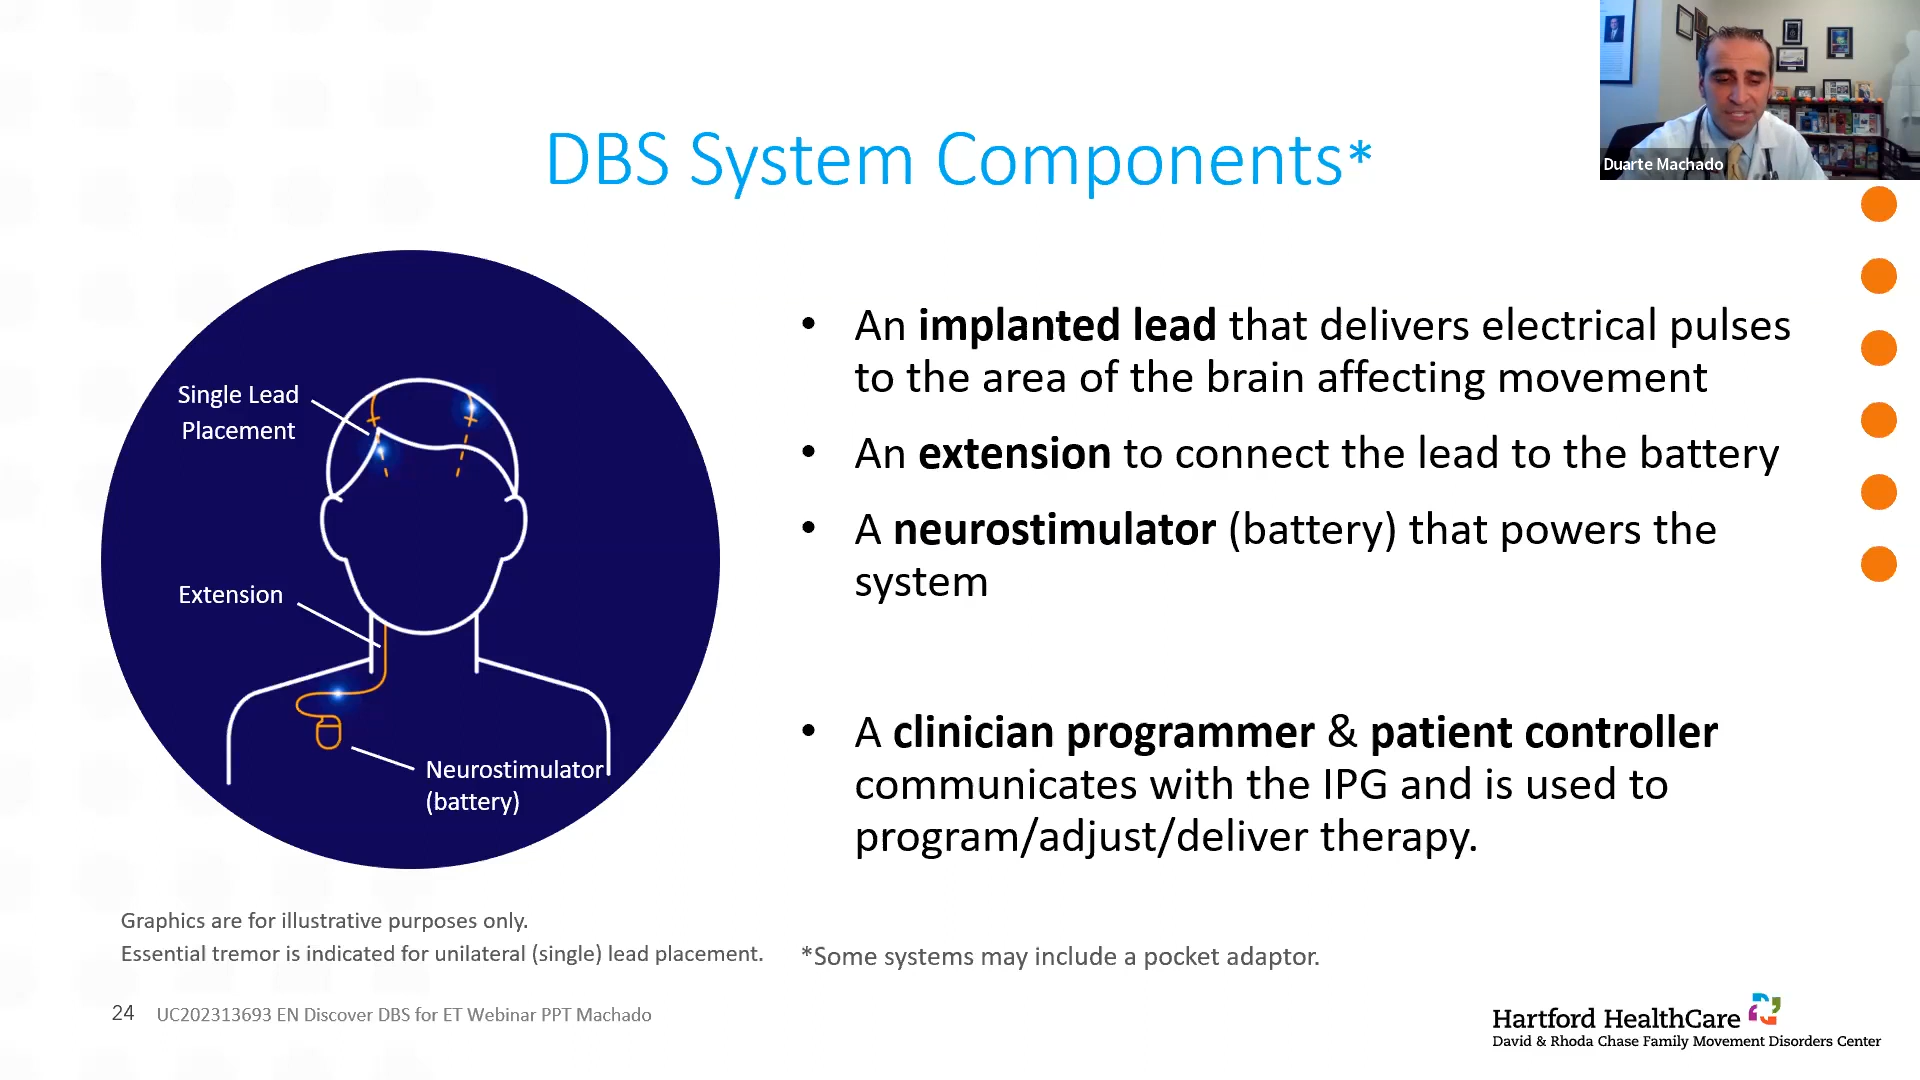 Duarte Machado
DBS System Components*
Single Lead
Placement
Extension
Neurostimulator
(battery)
• An implanted lead that delivers electrical pulses
to the area of the brain affecting movement
• An extension to connect the lead to the battery
• A neurostimulator (battery) that powers the
system
• A clinician programmer & patient controller
communicates with the IPG and is used to
program/adjust/deliver therapy.
Graphics are for illustrative purposes only.
Essential tremor is indicated for unilateral (single) lead placement.
*Some systems may include a pocket adaptor.
24 UC202313693 EN Discover DBS for ET Webinar PPT Machado
Hartford HealthCare
David & Rhoda Chase Family Movement Disorders Center